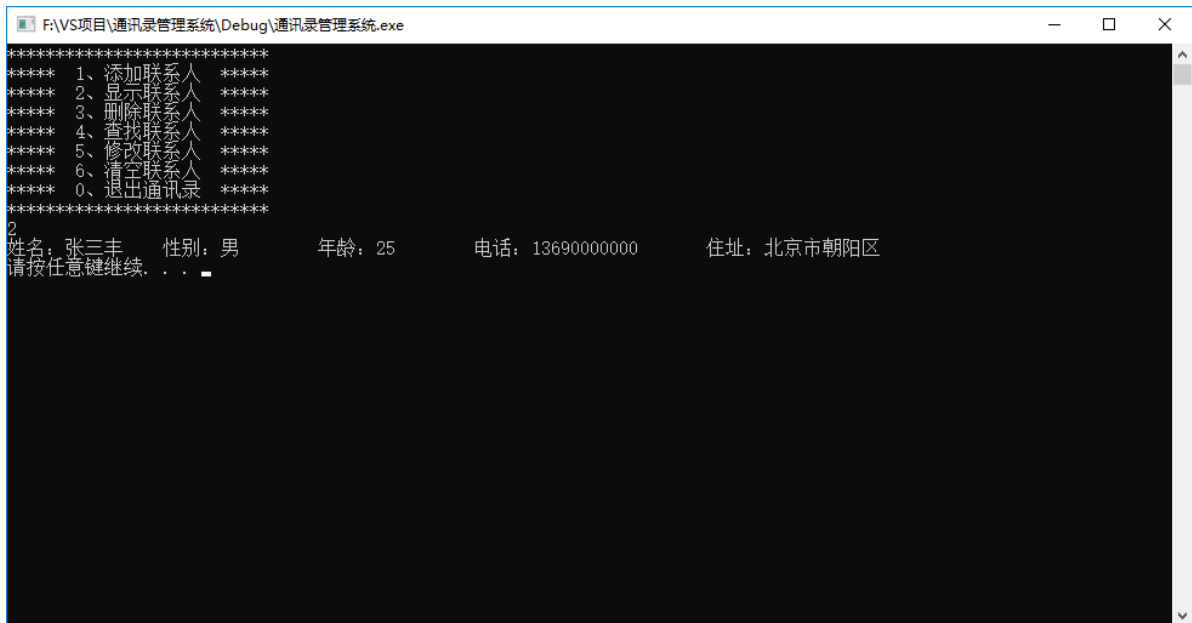 F:\VS项目\通讯录管理系统\Debug\通讯录管理系统.exe
***************************
*****  1、添加联系人  *****
*****  2、显示联系人  *****
*****  3、删除联系人  *****
*****  4、查找联系人  *****
*****  5、修改联系人  *****
*****  6、清空联系人  *****
*****  0、退出通讯录  *****
***************************
2
姓名：张三丰    性别：男        年龄：25        电话：13690000000       住址：北京市朝阳区
请按任意键继续. . .